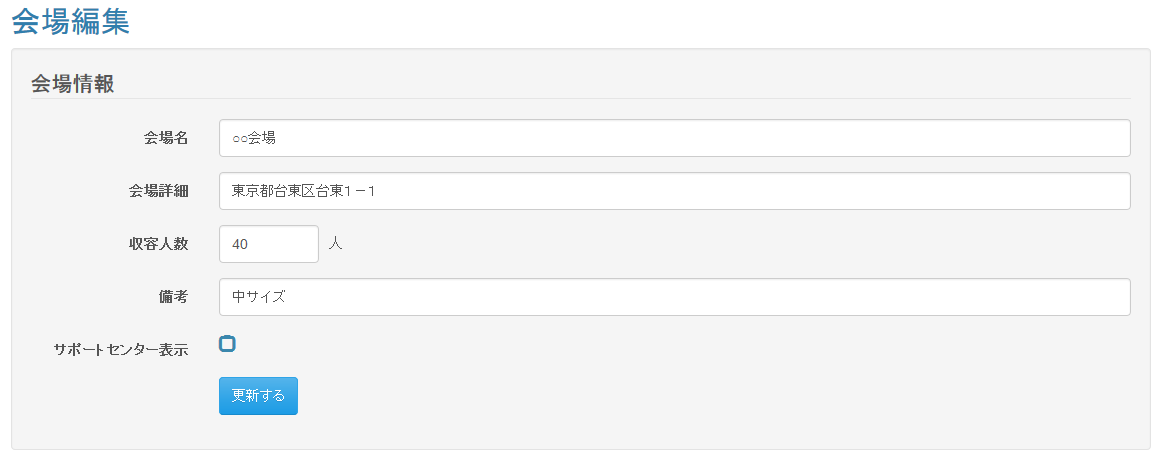 会場編集
会場情報
会場名 ○○会場
会場詳細 東京都台東区台東1－1
収容人数 40 人
備考 中サイズ
サポートセンター表示
更新する